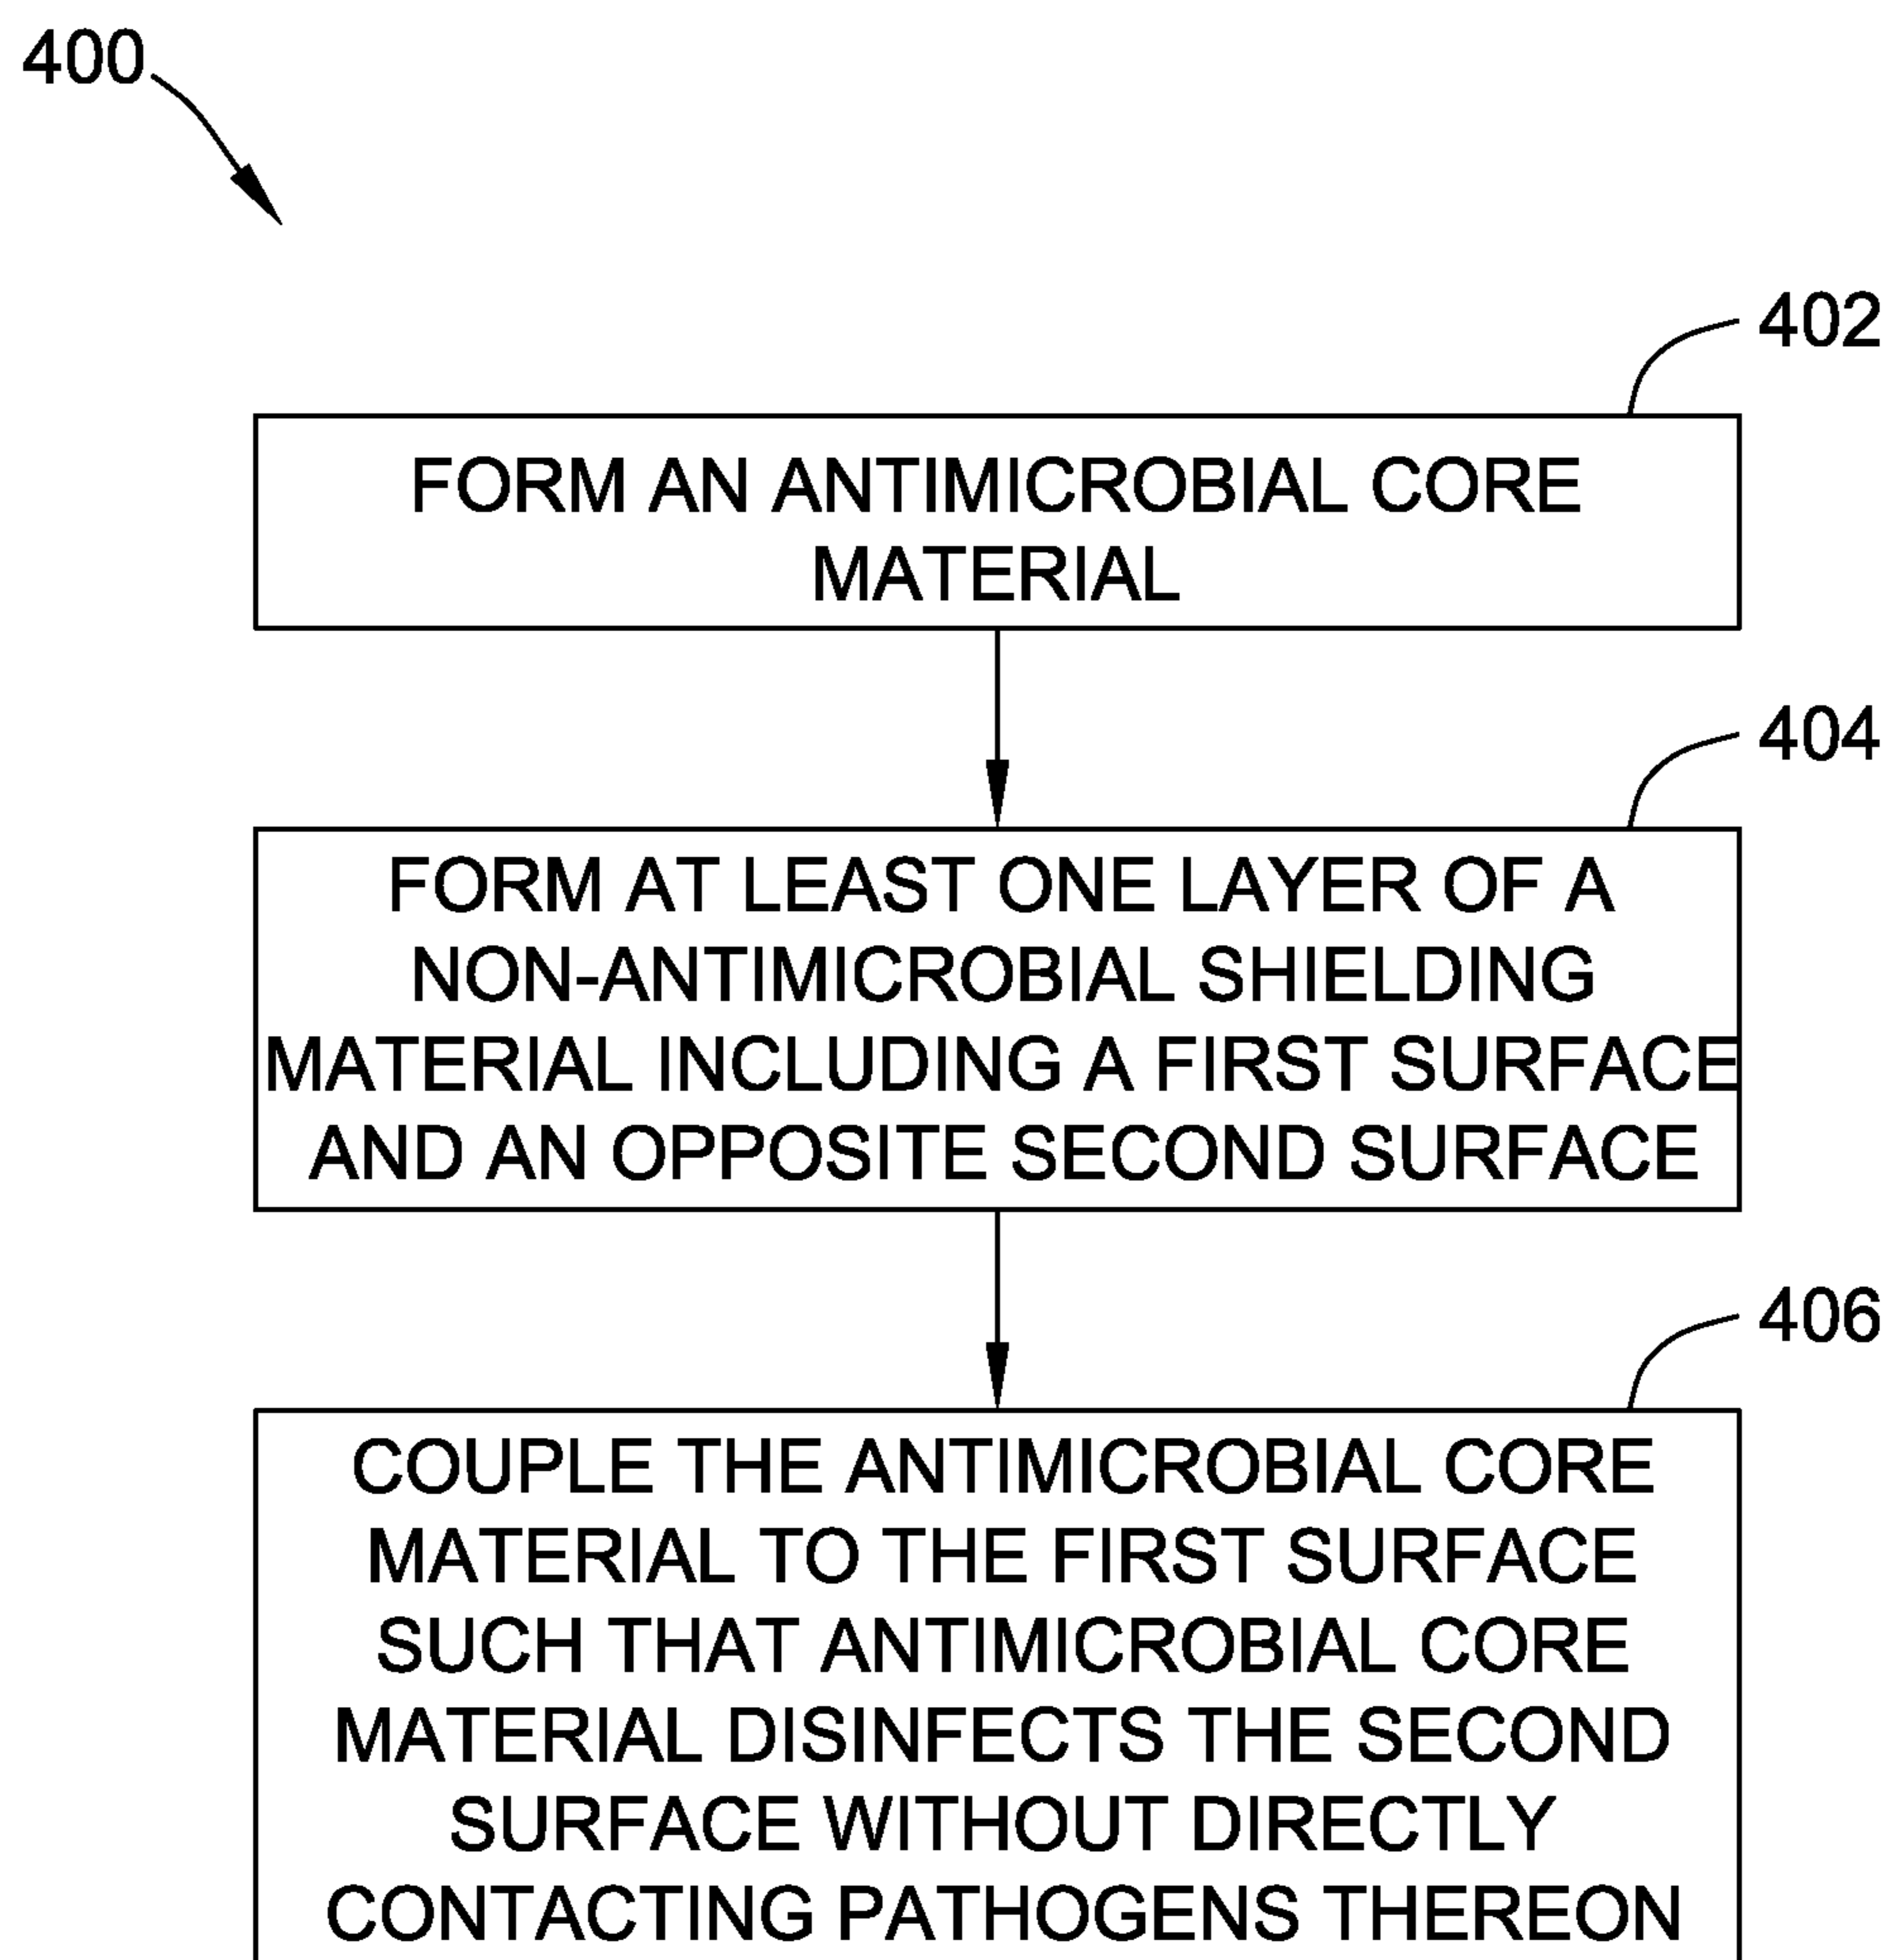 400
402
FORM AN ANTIMICROBIAL CORE
MATERIAL
404
FORM AT LEAST ONE LAYER OF A
NON-ANTIMICROBIAL SHIELDING
MATERIAL INCLUDING A FIRST SURFACE
AND AN OPPOSITE SECOND SURFACE
406
COUPLE THE ANTIMICROBIAL CORE
MATERIAL TO THE FIRST SURFACE
SUCH THAT ANTIMICROBIAL CORE
MATERIAL DISINFECTS THE SECOND
SURFACE WITHOUT DIRECTLY
CONTACTING PATHOGENS THEREON